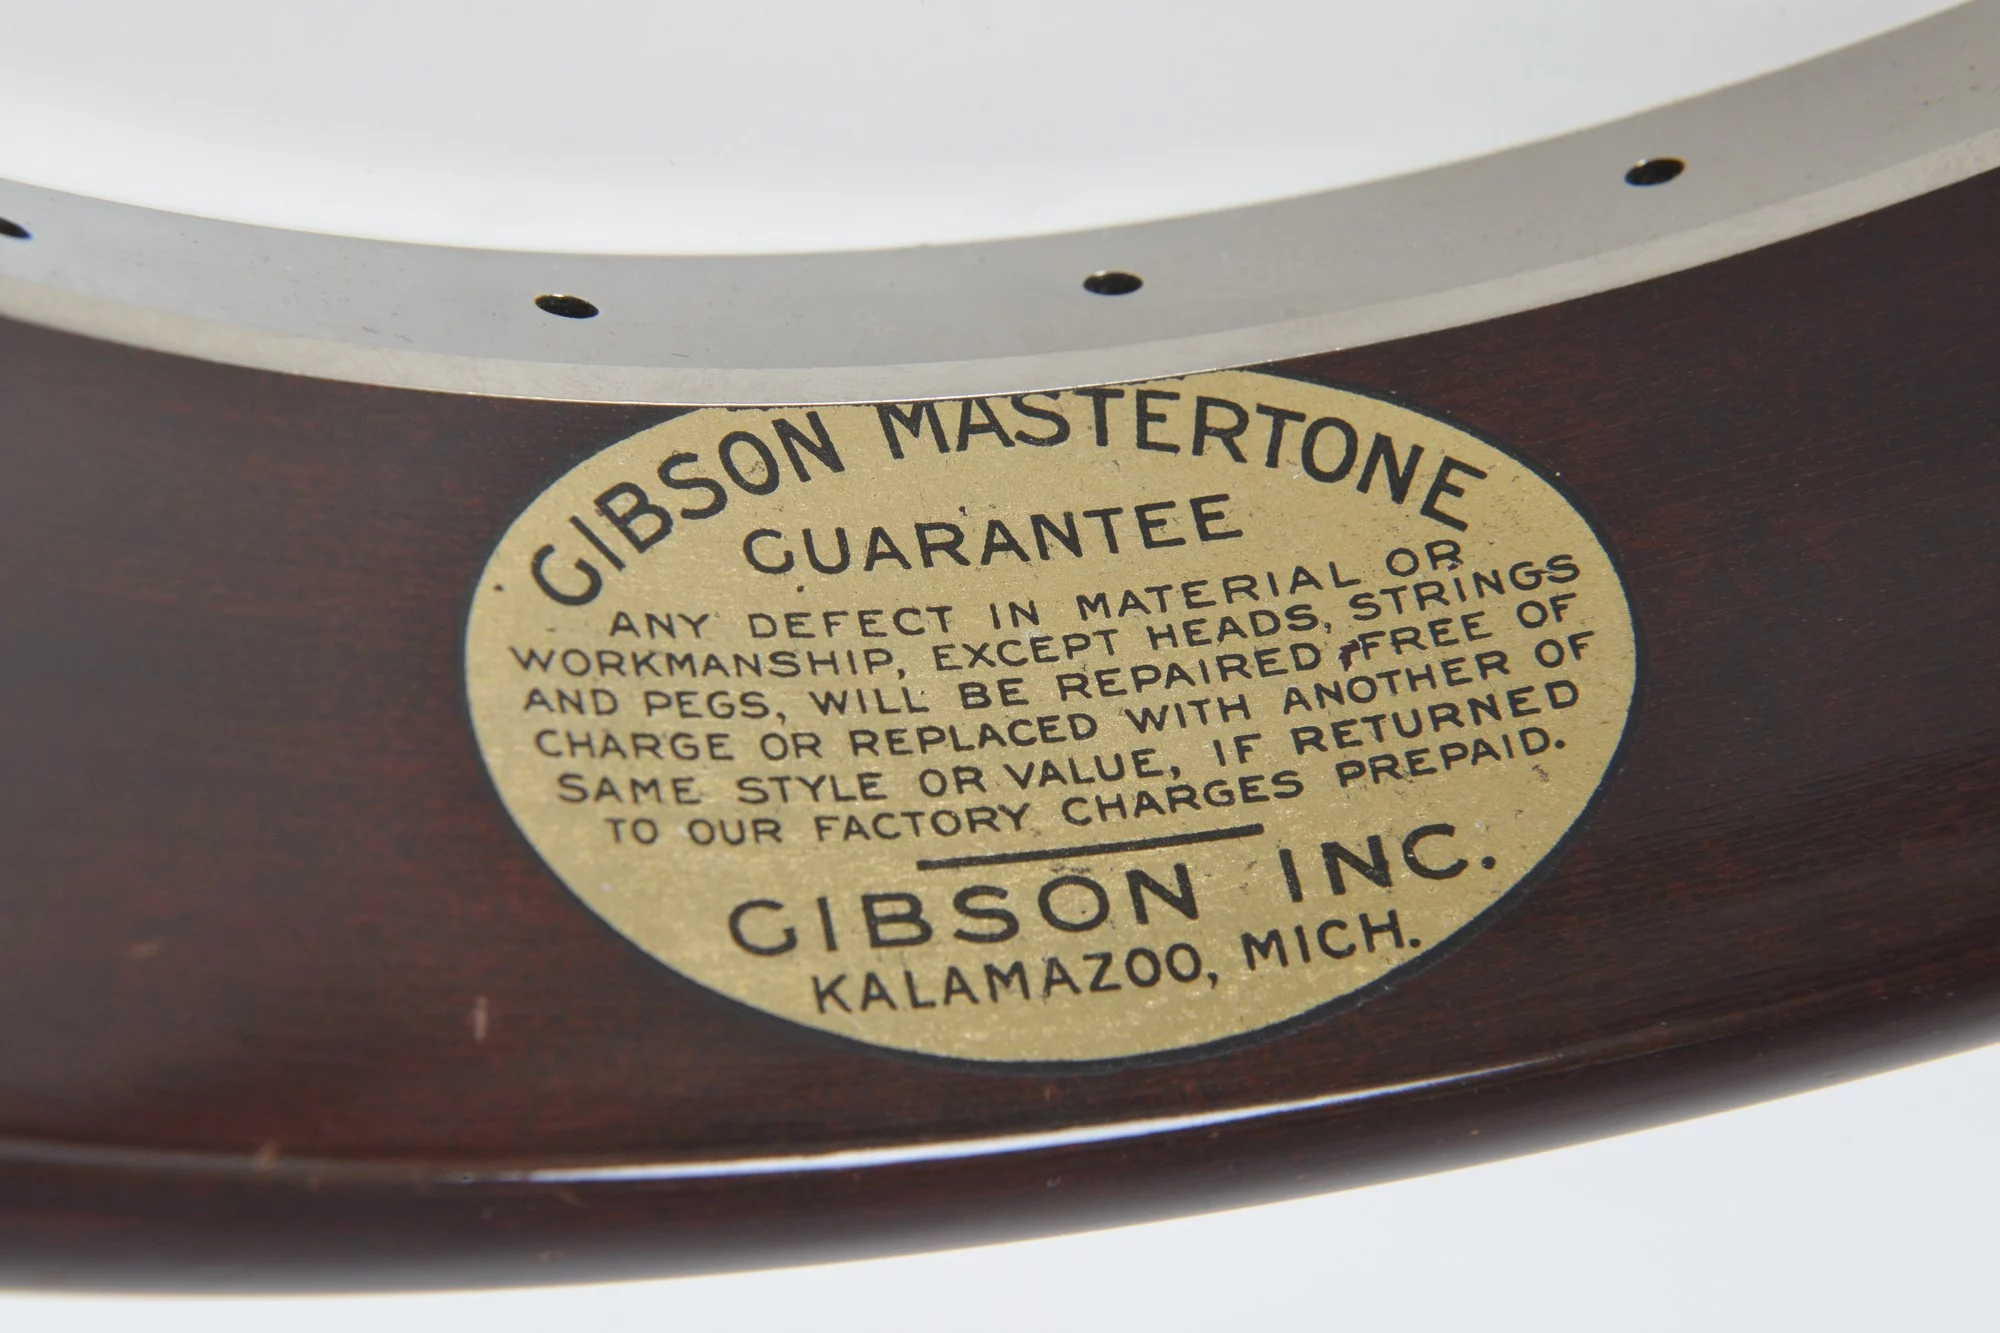 GIBSON MASTERTONE
GUARANTEE
ANY DEFECT IN MATERIAL OR
WORKMANSHIP, EXCEPT HEADS, STRINGS
AND PEGS, WILL BE REPAIRED FREE OF
CHARGE OR REPLACED WITH ANOTHER OF
SAME STYLE OR VALUE, IF RETURNED
TO OUR FACTORY CHARGES PREPAID.
GIBSON INC.
KALAMAZOO, MICH.